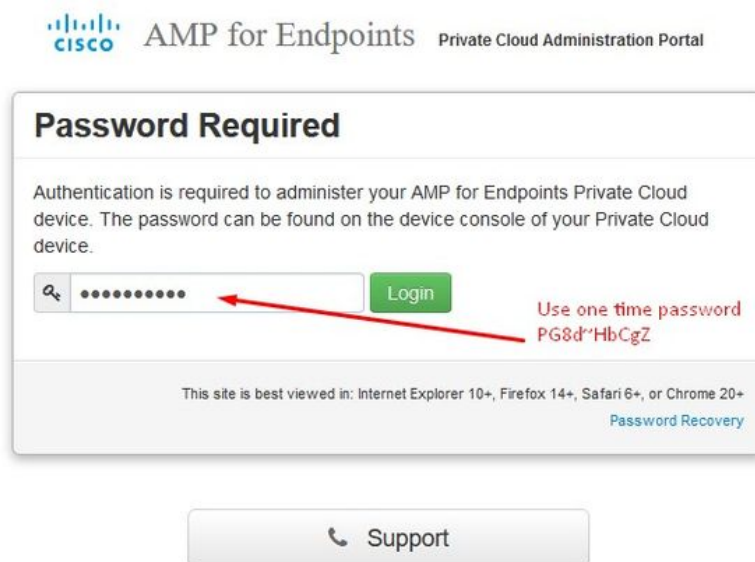 CISCO AMP for Endpoints Private Cloud Administration Portal
Password Required
Authentication is required to administer your AMP for Endpoints Private Cloud
device. The password can be found on the device console of your Private Cloud
device.
Login
Use one time password
PG8d~HbCgZ
This site is best viewed in: Internet Explorer 10+, Firefox 14+, Safari 6+, or Chrome 20+
Password Recovery
Support